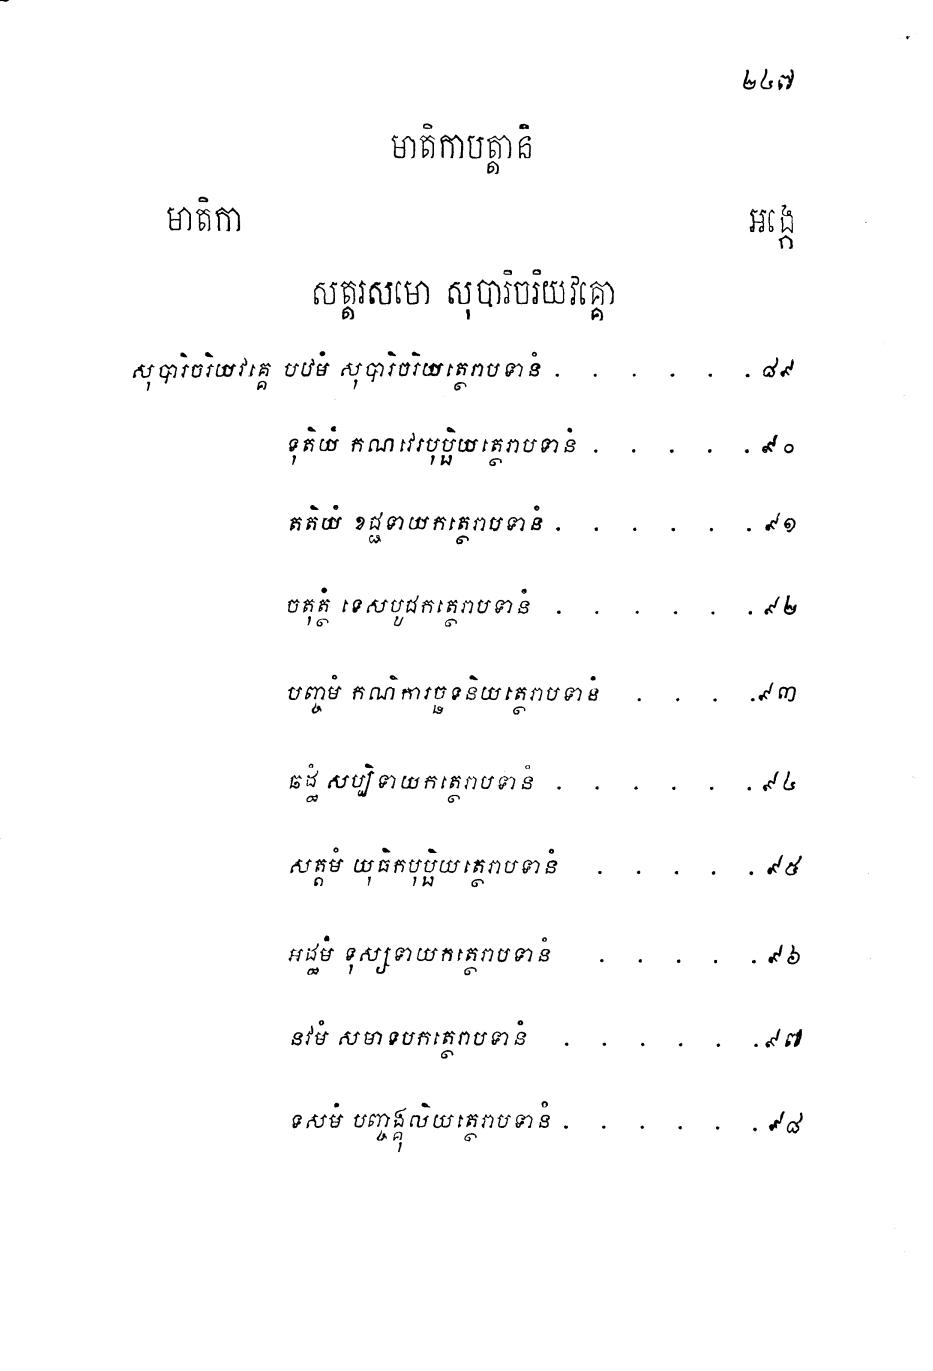 ២៤៧
មាតិកាបត្តានិ
មាតិកា អង្កេ
សត្តរសមោ សុបារិចរិយវគ្គោ
សុបារិចរិយវគ្គេ បឋមំ សុបារិចរិយត្ថេរាបទានំ . . . . . . ៨៩
ទុតិយំ កណវេរបុប្ផិយត្ថេរាបទានំ . . . . . ៩០
តតិយំ ខជ្ជទាយកត្ថេរាបទានំ . . . . . . ៩១
ចតុត្ថំ ទេសបូជកត្ថេរាបទានំ . . . . . . ៩២
បញ្ចមំ កណិការច្ឆទនិយត្ថេរាបទានំ . . . . ៩៣
ឆដ្ឋំ សប្បិទាយកត្ថេរាបទានំ . . . . . . ៩៤
សត្តមំ យុធិកបុប្ផិយត្ថេរាបទានំ . . . . . ៩៥
អដ្ឋមំ ទុស្សទាយកត្ថេរាបទានំ . . . . . ៩៦
នវមំ សមាទបកត្ថេរាបទានំ . . . . . . ៩៧
ទសមំ បញ្ចង្គុលិយត្ថេរាបទានំ . . . . . . ៩៨